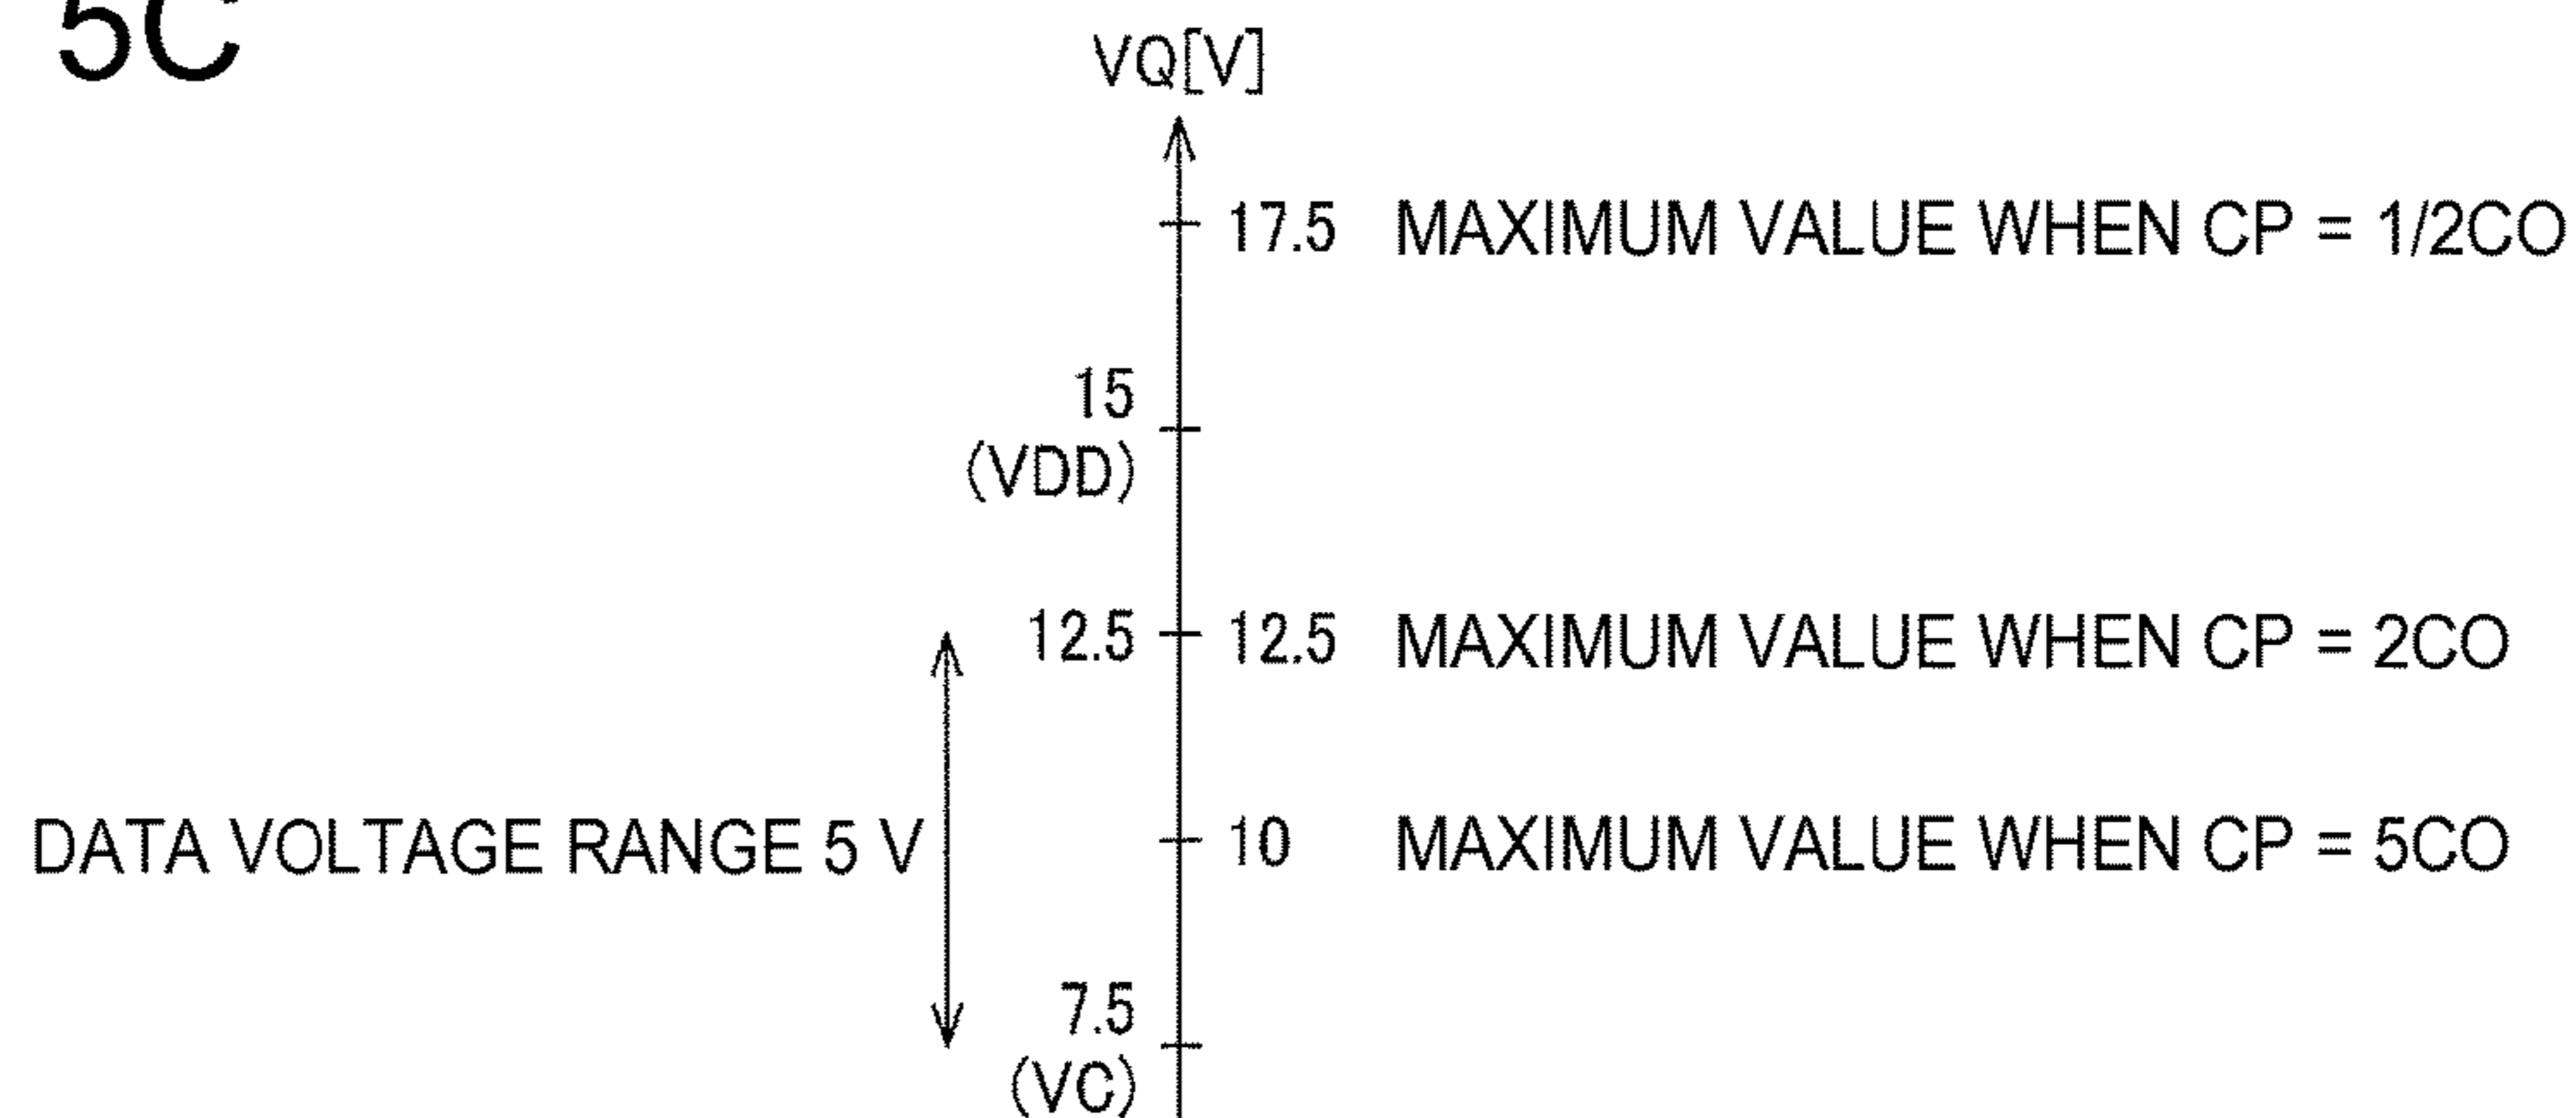 5C
VQ[V]
17.5 MAXIMUM VALUE WHEN CP = 1/2CO
15
(VDD)
12.5 12.5 MAXIMUM VALUE WHEN CP = 2CO
DATA VOLTAGE RANGE 5 V 10 MAXIMUM VALUE WHEN CP = 5CO
7.5
(VC)